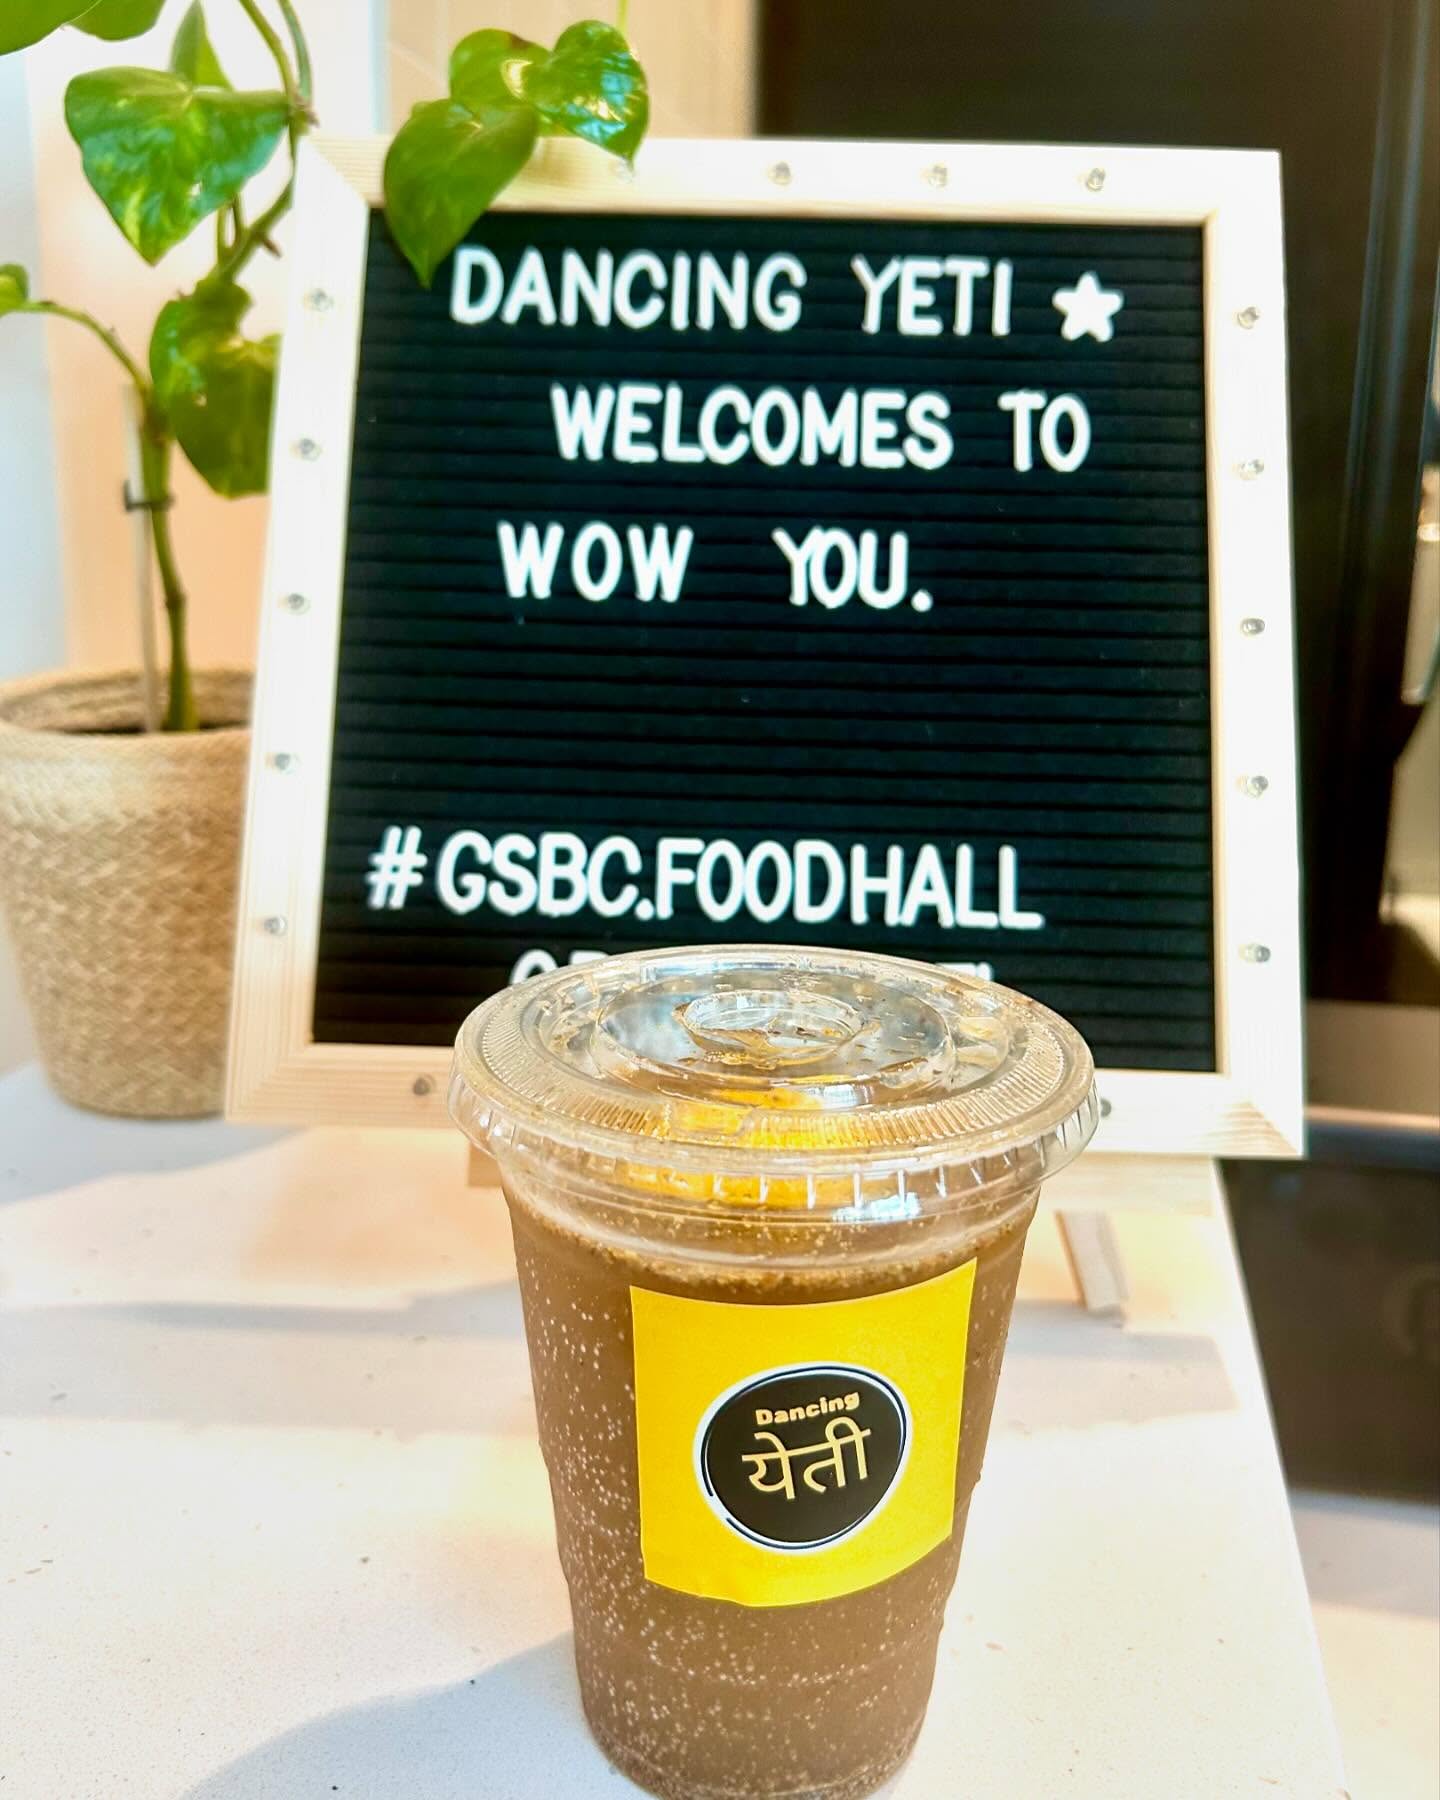 DANCING YETI
WELCOMES TO
WOW YOU.
#GSBC.FOODHALL
Dancing
येती